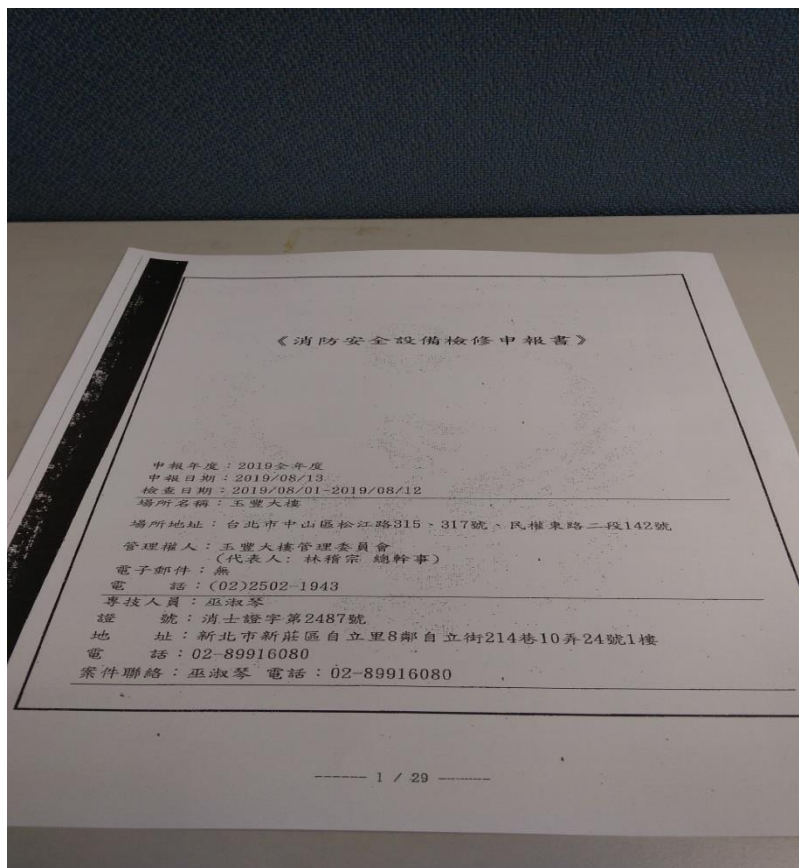 《消防安全設備檢修申報書》
申報年度：2019全年度
申報日期：2019/08/13
檢查日期：2019/08/01-2019/08/12
場所名稱：玉豐大樓
場所地址：台北市中山區松江路315、317號、民權東路二段142號
管理權人：玉豐大樓管理委員會
(代表人: 林稽宗 總幹事)
電子郵件：無
電　　話：(02)2502-1943
專技人員：巫淑琴
證　　號：消士證字第2487號
地　　址：新北市新莊區自立里8鄰自立街214巷10弄24號1樓
電　　話：02-89916080
案件聯絡：巫淑琴 電話：02-89916080
------ 1 / 29 ------